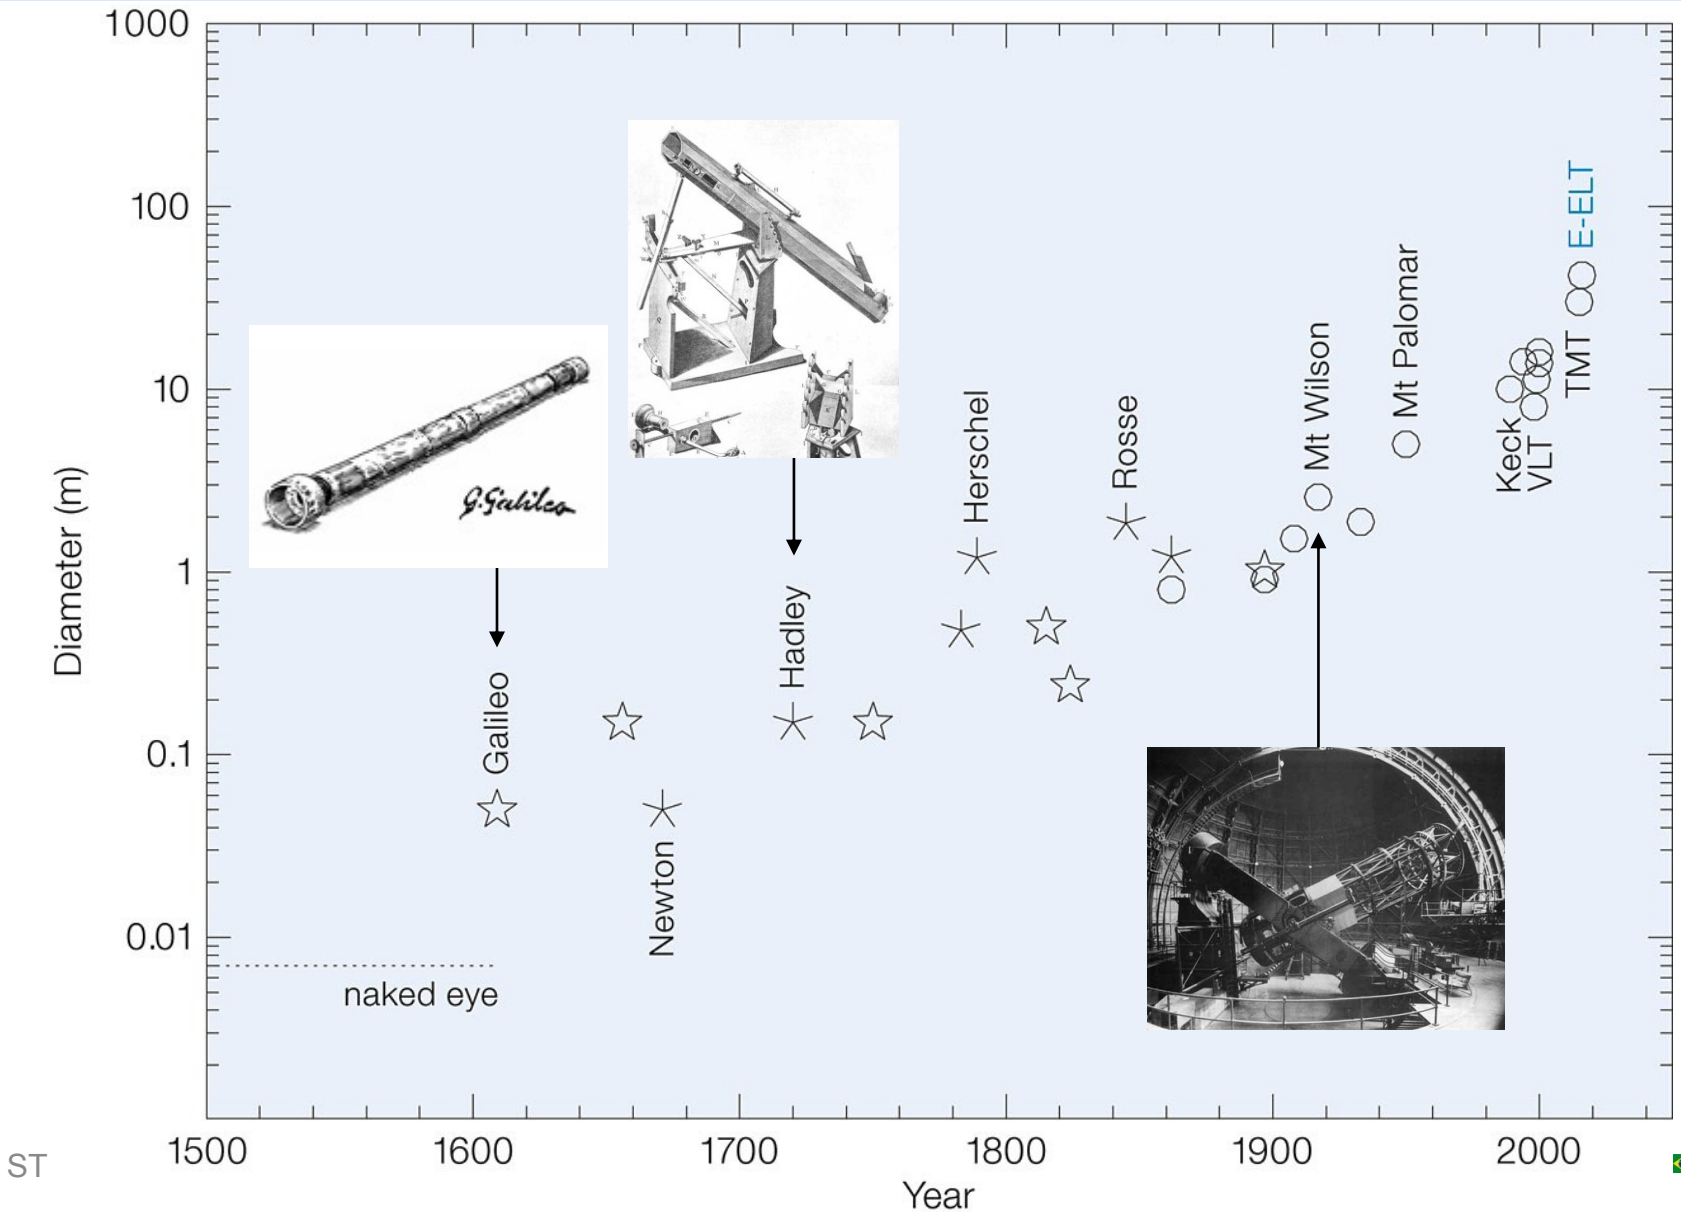 1000
100
10
1
0.1
0.01
Diameter (m)
G. Galileo
Galileo
Newton
Hadley
Herschel
Rosse
Mt Wilson
Mt Palomar
Keck
VLT
TMT
E-ELT
naked eye
1500
1600
1700
1800
1900
2000
Year
ST